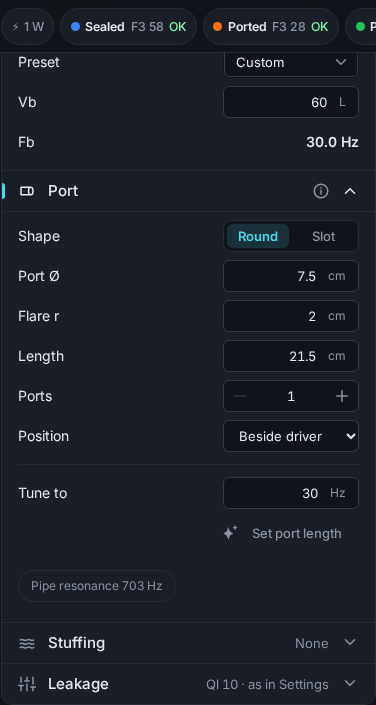 ⚡ 1 W Sealed F3 58 OK Ported F3 28 OK P
Preset Custom
Vb 60 L
Fb 30.0 Hz
Port
Shape Round Slot
Port Ø 7.5 cm
Flare r 2 cm
Length 21.5 cm
Ports − 1 +
Position Beside driver
Tune to 30 Hz
Set port length
Pipe resonance 703 Hz
Stuffing None
Leakage Ql 10 · as in Settings